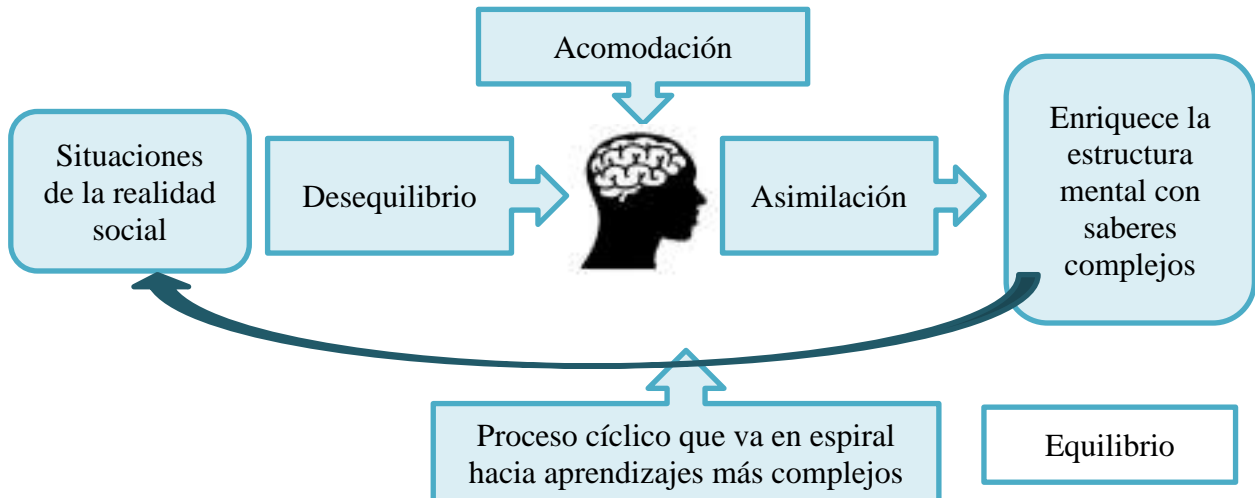 Acomodación
Situaciones
de la realidad
social
Desequilibrio
Asimilación
Enriquece la
estructura
mental con
saberes
complejos
Proceso cíclico que va en espiral
hacia aprendizajes más complejos
Equilibrio